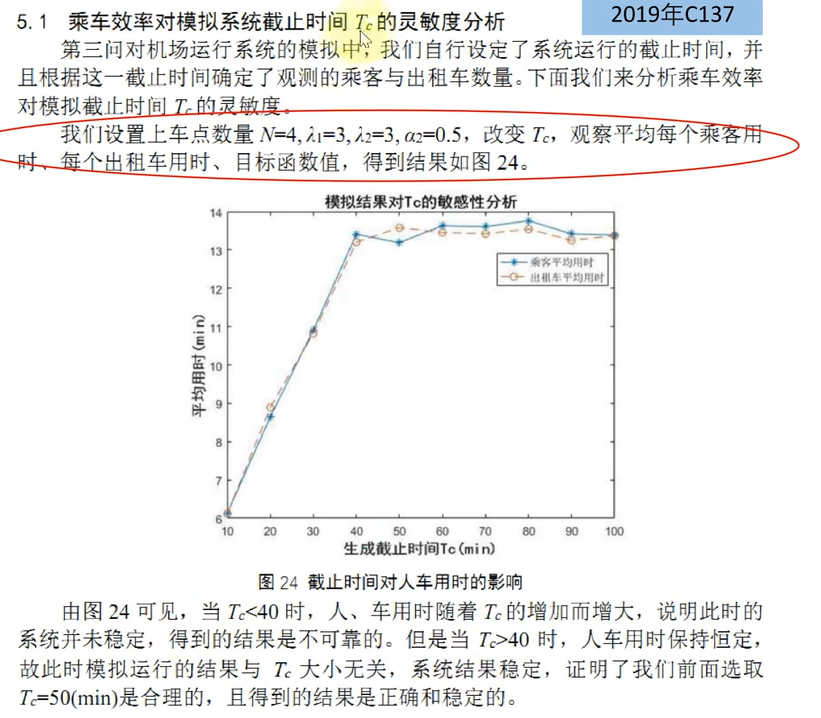 2019年C137
5.1 乘车效率对模拟系统截止时间 Tc 的灵敏度分析
第三问对机场运行系统的模拟中，我们自行设定了系统运行的截止时间，并
且根据这一截止时间确定了观测的乘客与出租车数量。下面我们来分析乘车效率
对模拟截止时间 Tc 的灵敏度。
我们设置上车点数量 N=4, λ1=3, λ2=3, α2=0.5，改变 Tc，观察平均每个乘客用
时、每个出租车用时、目标函数值，得到结果如图 24。
模拟结果对Tc的敏感性分析
14
13
12
11
10
9
8
7
6
平均用时(min)
乘客平均用时
出租车平均用时
10 20 30 40 50 60 70 80 90 100
生成截止时间Tc(min)
图 24 截止时间对人车用时的影响
由图 24 可见，当 Tc<40 时，人、车用时随着 Tc 的增加而增大，说明此时的
系统并未稳定，得到的结果是不可靠的。但是当 Tc>40 时，人车用时保持恒定，
故此时模拟运行的结果与 Tc 大小无关，系统结果稳定，证明了我们前面选取
Tc=50(min)是合理的，且得到的结果是正确和稳定的。